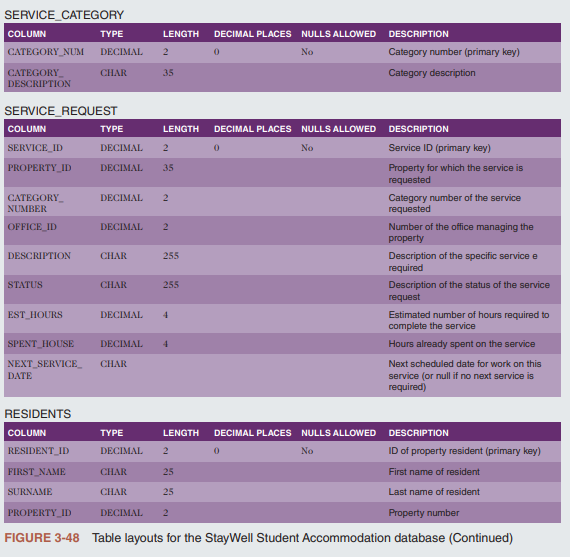 SERVICE_CATEGORY
COLUMN TYPE LENGTH DECIMAL PLACES NULLS ALLOWED DESCRIPTION
CATEGORY_NUM DECIMAL 2 0 No Category number (primary key)
CATEGORY_ CHAR 35 Category description
DESCRIPTION
SERVICE_REQUEST
COLUMN TYPE LENGTH DECIMAL PLACES NULLS ALLOWED DESCRIPTION
SERVICE_ID DECIMAL 2 0 No Service ID (primary key)
PROPERTY_ID DECIMAL 35 Property for which the service is
requested
CATEGORY_ DECIMAL 2 Category number of the service
NUMBER requested
OFFICE_ID DECIMAL 2 Number of the office managing the
property
DESCRIPTION CHAR 255 Description of the specific service e
required
STATUS CHAR 255 Description of the status of the service
request
EST_HOURS DECIMAL 4 Estimated number of hours required to
complete the service
SPENT_HOUSE DECIMAL 4 Hours already spent on the service
NEXT_SERVICE_ CHAR Next scheduled date for work on this
DATE service (or null if no next service is
required)
RESIDENTS
COLUMN TYPE LENGTH DECIMAL PLACES NULLS ALLOWED DESCRIPTION
RESIDENT_ID DECIMAL 2 0 No ID of property resident (primary key)
FIRST_NAME CHAR 25 First name of resident
SURNAME CHAR 25 Last name of resident
PROPERTY_ID DECIMAL 2 Property number
FIGURE 3-48 Table layouts for the StayWell Student Accommodation database (Continued)